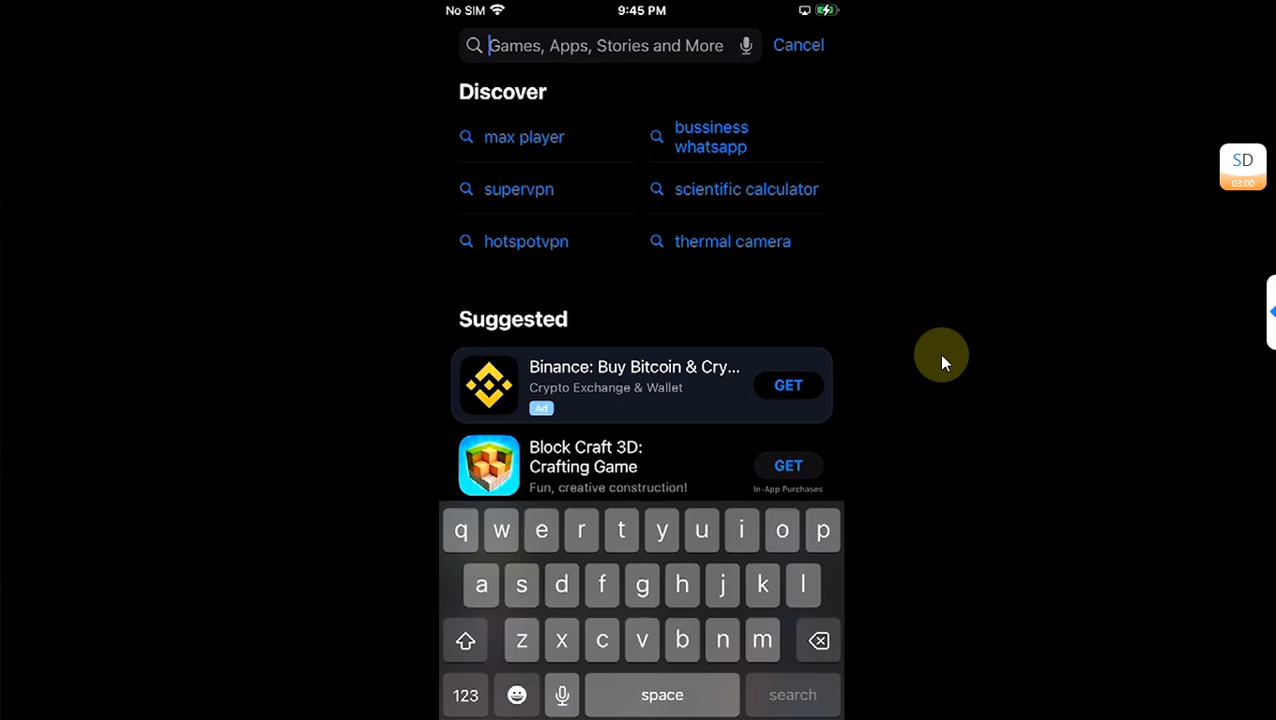 No SIM 9:45 PM
Games, Apps, Stories and More Cancel
Discover
max player
bussiness
whatsapp
supervpn
scientific calculator
hotspotvpn
thermal camera
Suggested
Binance: Buy Bitcoin & Cry...
Crypto Exchange & Wallet
Ad
GET
Block Craft 3D:
Crafting Game
Fun, creative construction!
GET
In-App Purchases
q w e r t y u i o p
a s d f g h j k l
z x c v b n m
123 space search
SD
03:00